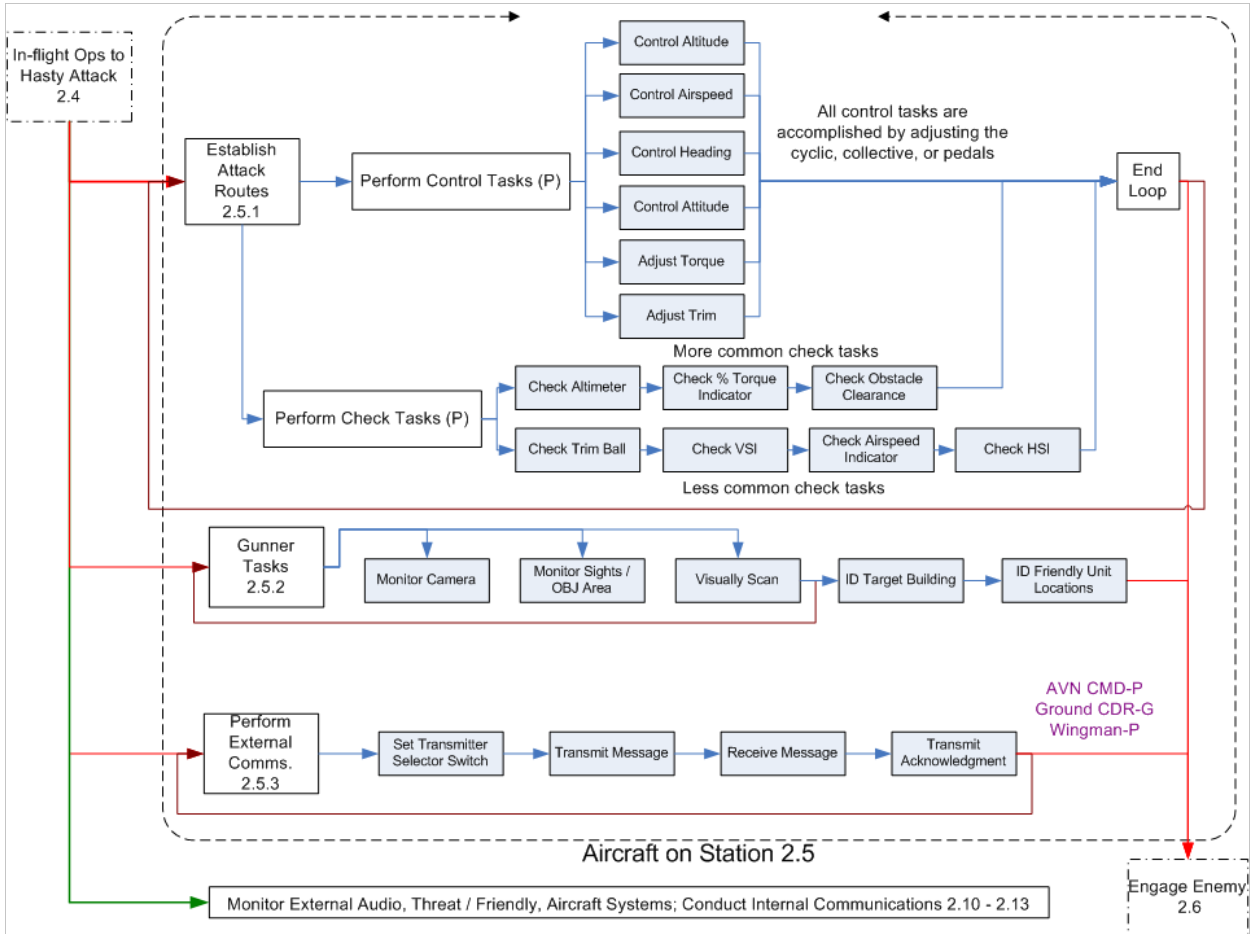 In-flight Ops to
Hasty Attack
2.4
Establish
Attack
Routes
2.5.1
Perform Control Tasks (P)
Control Altitude
Control Airspeed
Control Heading
Control Attitude
Adjust Torque
Adjust Trim
All control tasks are
accomplished by adjusting the
cyclic, collective, or pedals
End
Loop
More common check tasks
Perform Check Tasks (P)
Check Altimeter
Check % Torque
Indicator
Check Obstacle
Clearance
Check Trim Ball
Check VSI
Check Airspeed
Indicator
Check HSI
Less common check tasks
Gunner
Tasks
2.5.2
Monitor Camera
Monitor Sights /
OBJ Area
Visually Scan
ID Target Building
ID Friendly Unit
Locations
Perform
External
Comms.
2.5.3
Set Transmitter
Selector Switch
Transmit Message
Receive Message
Transmit
Acknowledgment
AVN CMD-P
Ground CDR-G
Wingman-P
Aircraft on Station 2.5
Monitor External Audio, Threat / Friendly, Aircraft Systems; Conduct Internal Communications 2.10 - 2.13
Engage Enemy
2.6